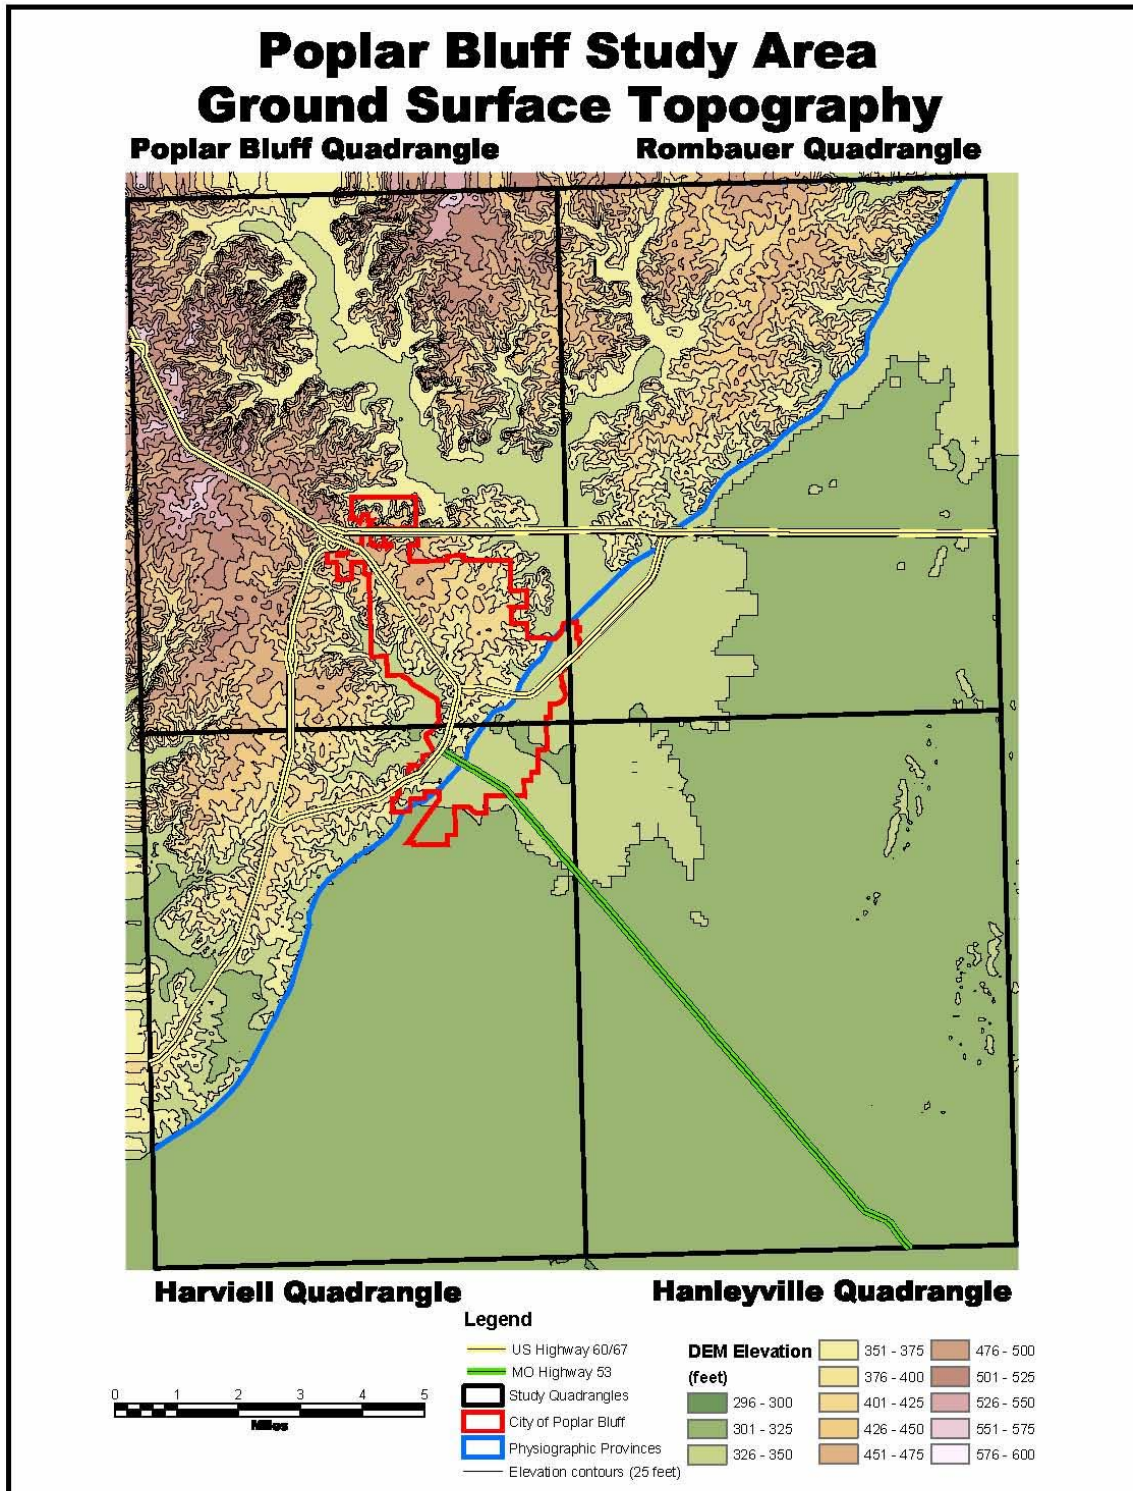 Poplar Bluff Study Area
Ground Surface Topography
Poplar Bluff Quadrangle
Rombauer Quadrangle
Harviell Quadrangle
Hanleyville Quadrangle
Legend
US Highway 60/67
MO Highway 53
Study Quadrangles
City of Poplar Bluff
Physiographic Provinces
Elevation contours (25 feet)
0 1 2 3 4 5
Miles
DEM Elevation
(feet)
296 - 300
301 - 325
326 - 350
351 - 375
376 - 400
401 - 425
426 - 450
451 - 475
476 - 500
501 - 525
526 - 550
551 - 575
576 - 600